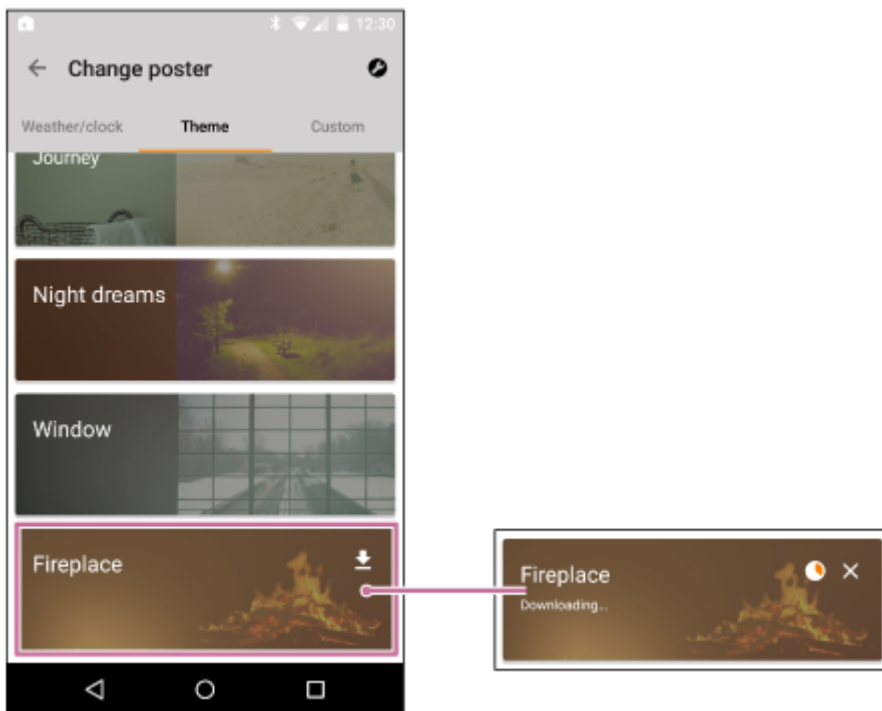 12:30
Change poster
Weather/clock
Theme
Custom
Journey
Night dreams
Window
Fireplace
Fireplace
Downloading...